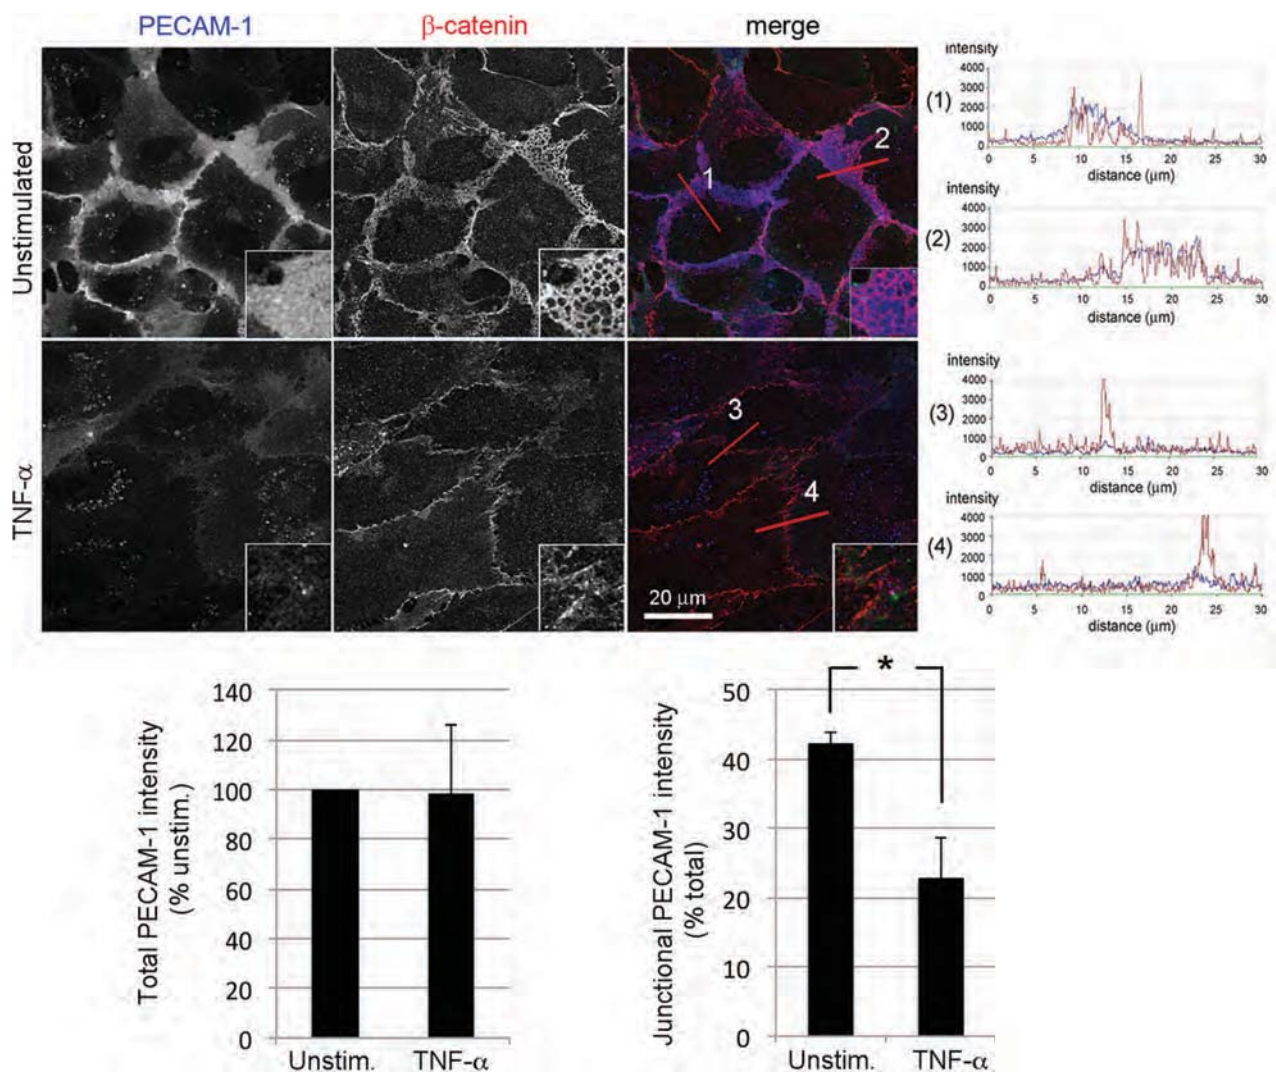 PECAM-1 β-catenin merge
Unstimulated
TNF-α
1
2
3
4
20 μm
intensity
(1)
4000
3000
2000
1000
0
0 5 10 15 20 25 30
distance (μm)
(2)
intensity
4000
3000
2000
1000
0
0 5 10 15 20 25 30
distance (μm)
(3)
intensity
4000
3000
2000
1000
0
0 5 10 15 20 25 30
distance (μm)
(4)
intensity
4000
3000
2000
1000
0
0 5 10 15 20 25 30
distance (μm)
Total PECAM-1 intensity
(% unstim.)
140
120
100
80
60
40
20
0
Unstim. TNF-α
Junctional PECAM-1 intensity
(% total)
50
40
30
20
10
0
*
Unstim. TNF-α